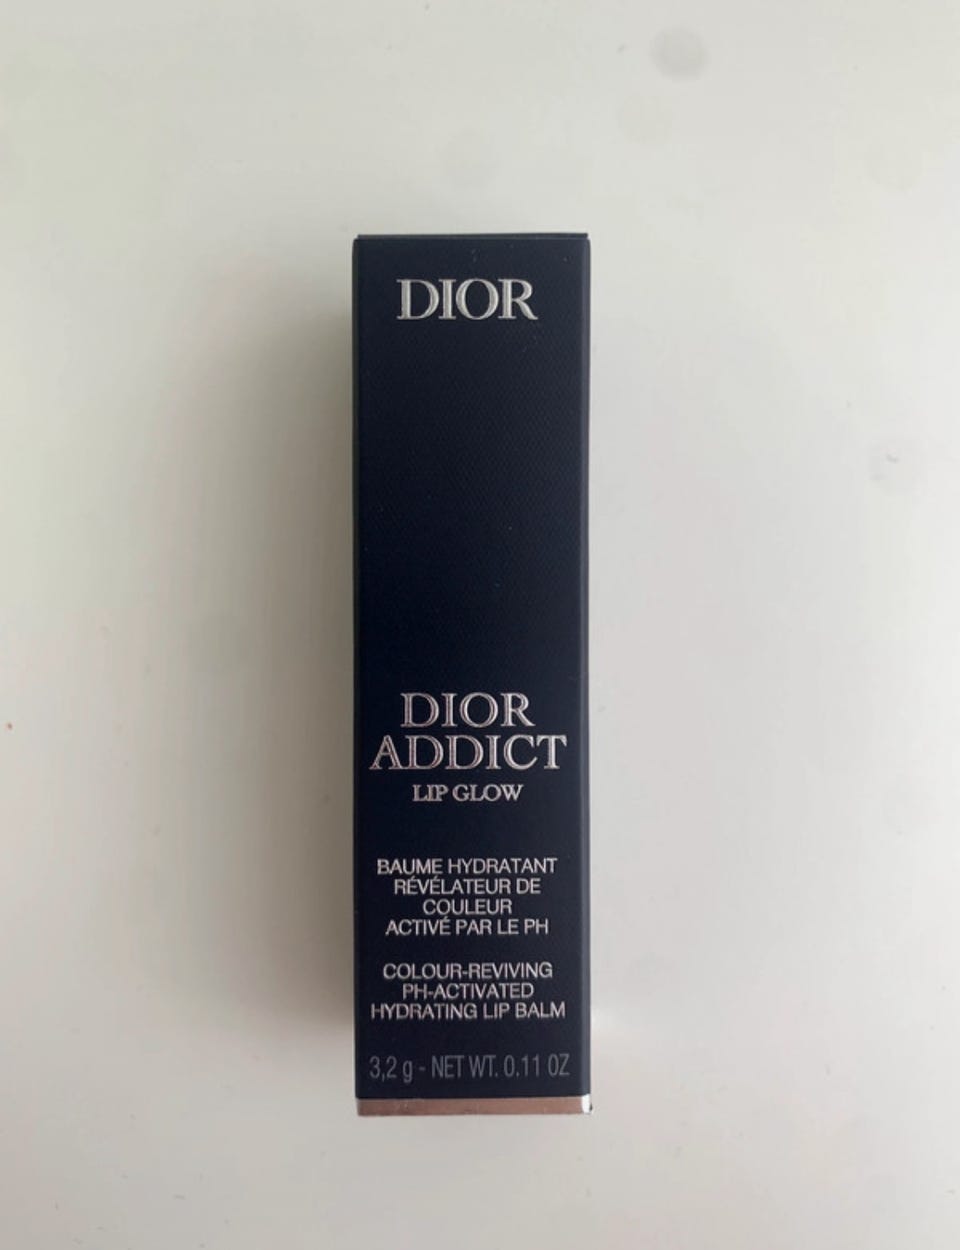 DIOR
DIOR
ADDICT
LIP GLOW
BAUME HYDRATANT
RÉVÉLATEUR DE
COULEUR
ACTIVÉ PAR LE PH
COLOUR-REVIVING
PH-ACTIVATED
HYDRATING LIP BALM
3,2 g - NET WT. 0.11 OZ